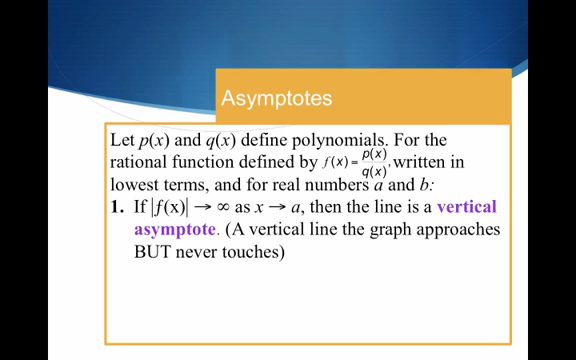 Asymptotes
Let p(x) and q(x) define polynomials. For the
rational function defined by f(x) = p(x)/q(x), written in
lowest terms, and for real numbers a and b:
1. If |f(x)| → ∞ as x → a, then the line is a vertical
asymptote. (A vertical line the graph approaches
BUT never touches)